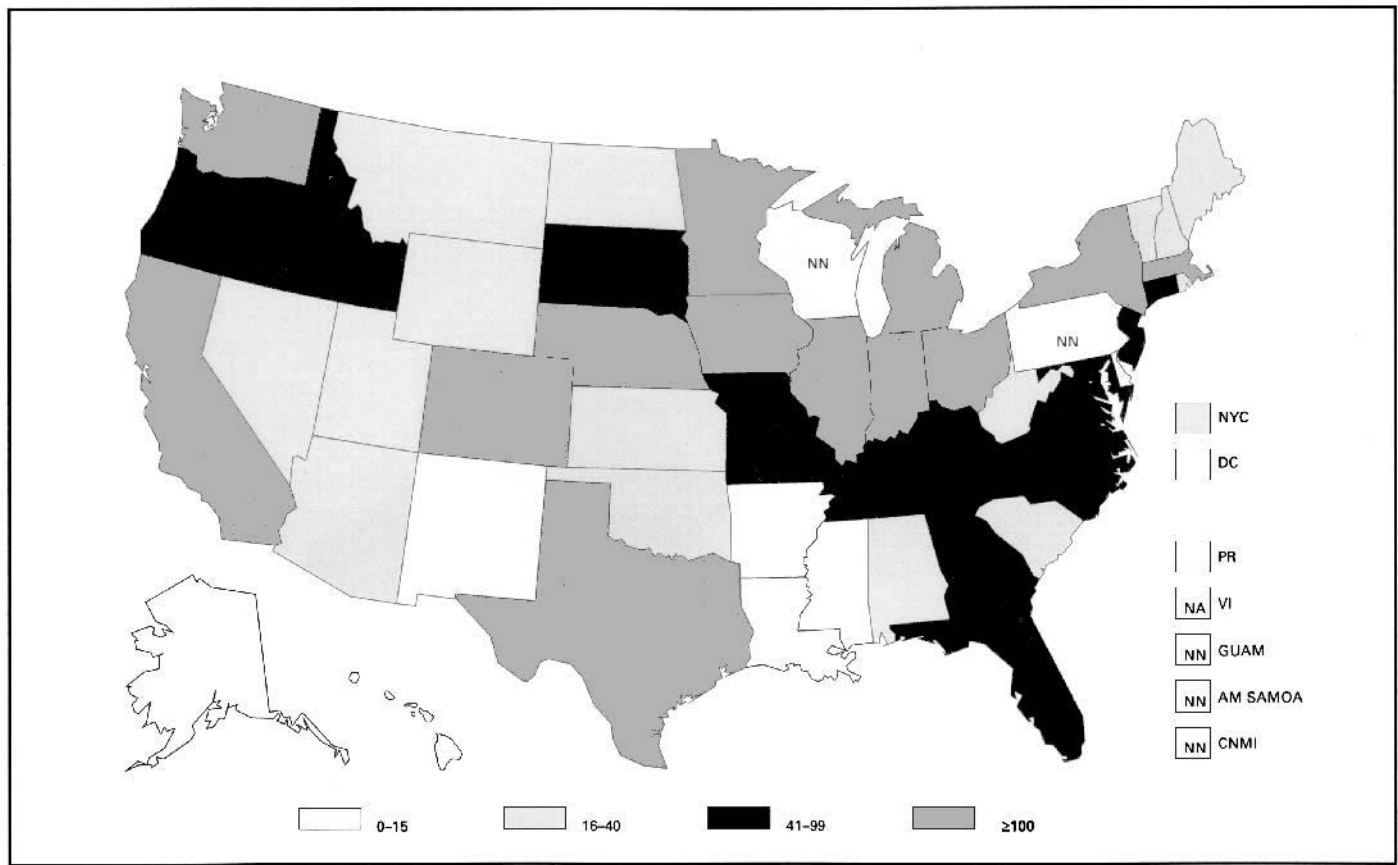 NN
NN
NYC
DC
PR
NA VI
NN GUAM
NN AM SAMOA
NN CNMI
0–15 16–40 41–99 ≥100